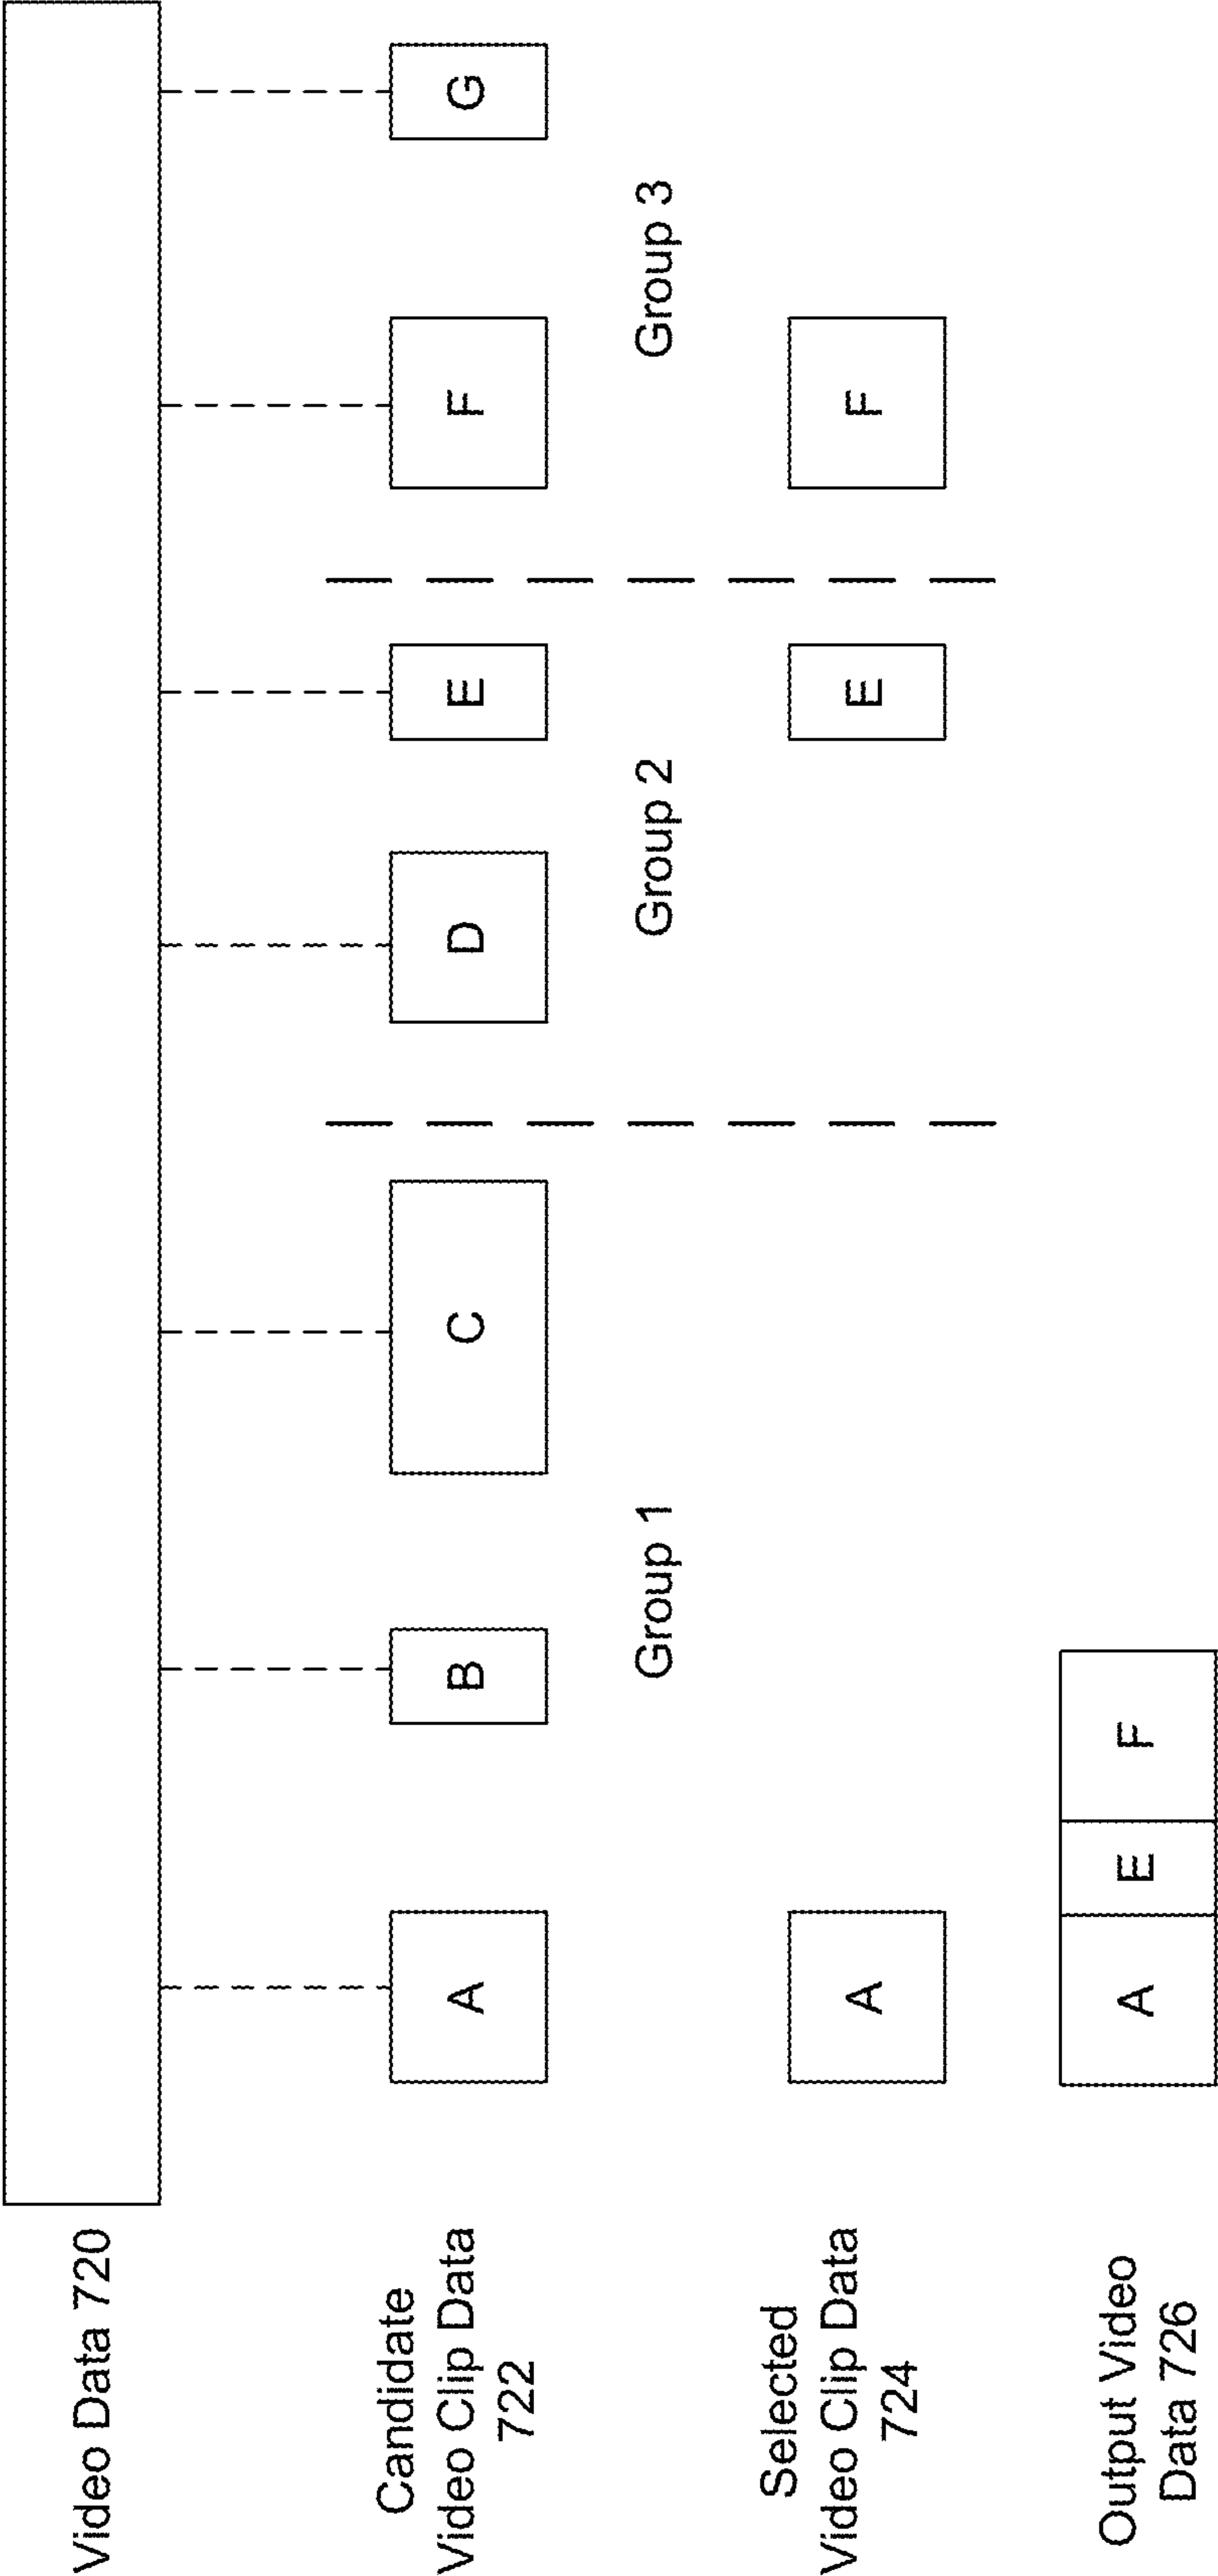 Video Data 720
Candidate
Video Clip Data
722
A
B
C
D
E
F
G
Group 1
Group 2
Group 3
Selected
Video Clip Data
724
A
E
F
Output Video
Data 726
A
E
F